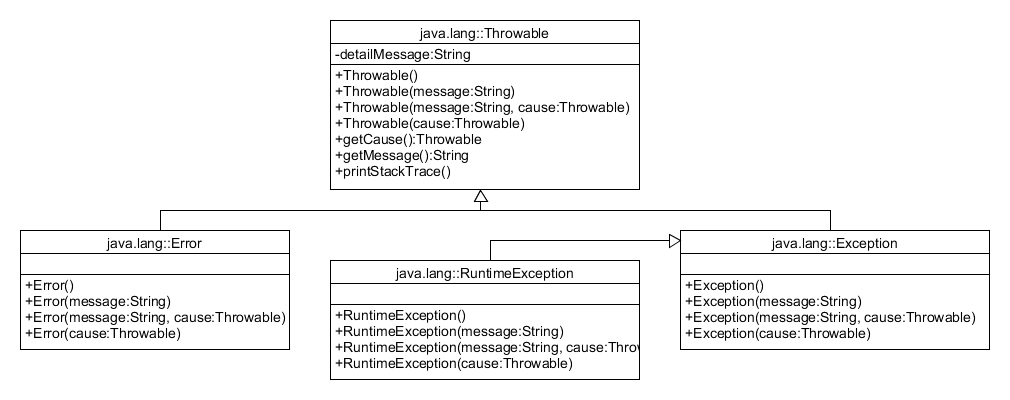 java.lang::Throwable
-detailMessage:String
+Throwable()
+Throwable(message:String)
+Throwable(message:String, cause:Throwable)
+Throwable(cause:Throwable)
+getCause():Throwable
+getMessage():String
+printStackTrace()
java.lang::Error
+Error()
+Error(message:String)
+Error(message:String, cause:Throwable)
+Error(cause:Throwable)
java.lang::RuntimeException
+RuntimeException()
+RuntimeException(message:String)
+RuntimeException(message:String, cause:Throw
+RuntimeException(cause:Throwable)
java.lang::Exception
+Exception()
+Exception(message:String)
+Exception(message:String, cause:Throwable)
+Exception(cause:Throwable)